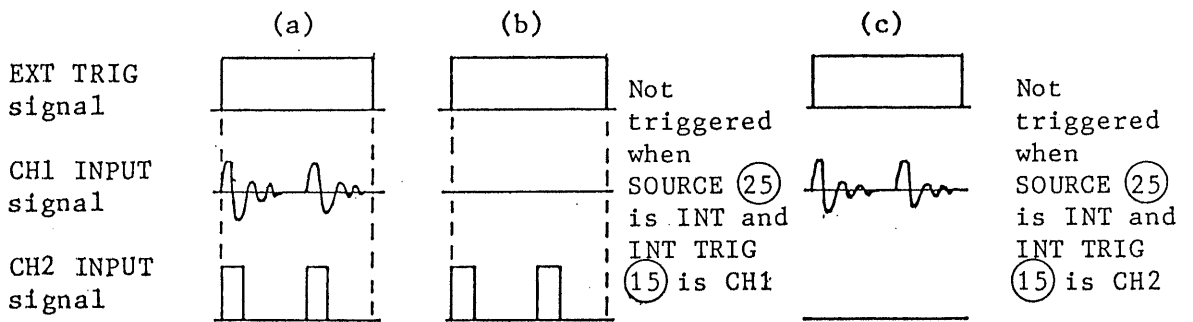 (a) (b) (c)
EXT TRIG
signal
CH1 INPUT
signal
CH2 INPUT
signal
Not
triggered
when
SOURCE 25
is INT and
INT TRIG
15 is CH1
Not
triggered
when
SOURCE 25
is INT and
INT TRIG
15 is CH2